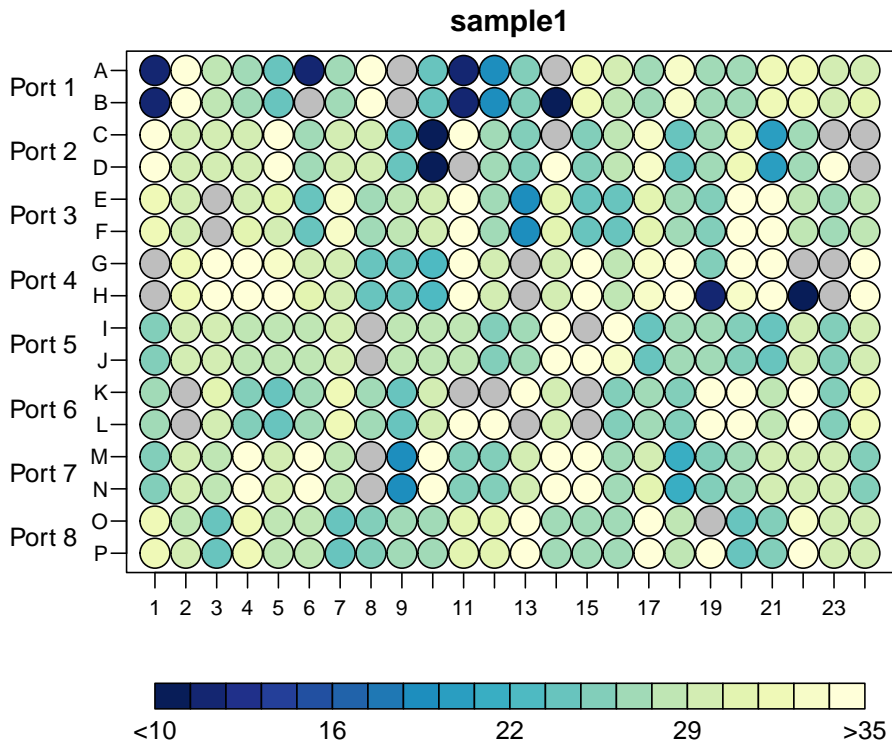 sample1
Port 1
A
B
Port 2
C
D
Port 3
E
F
Port 4
G
H
Port 5
I
J
Port 6
K
L
Port 7
M
N
Port 8
O
P
1 2 3 4 5 6 7 8 9 11 13 15 17 19 21 23
<10 16 22 29 >35